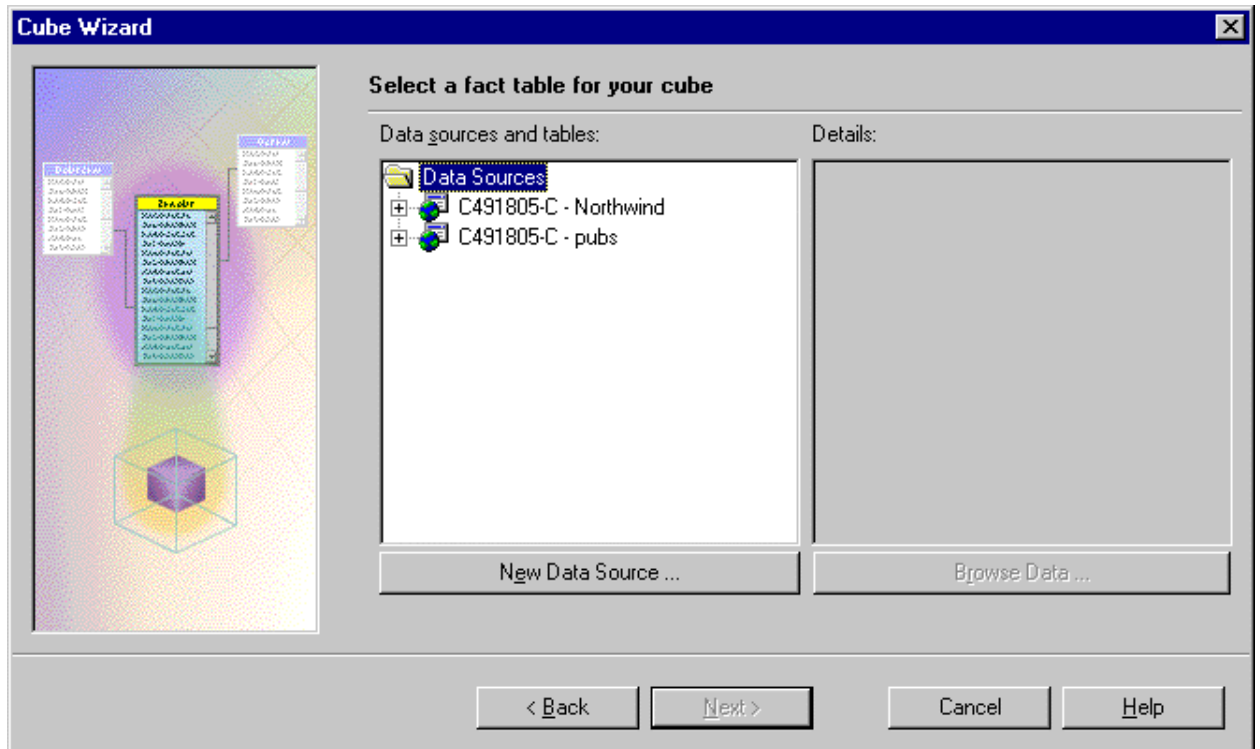 Cube Wizard
Select a fact table for your cube
Data sources and tables:
Details:
Data Sources
C491805-C - Northwind
C491805-C - pubs
New Data Source ...
Browse Data ...
< Back
Next >
Cancel
Help